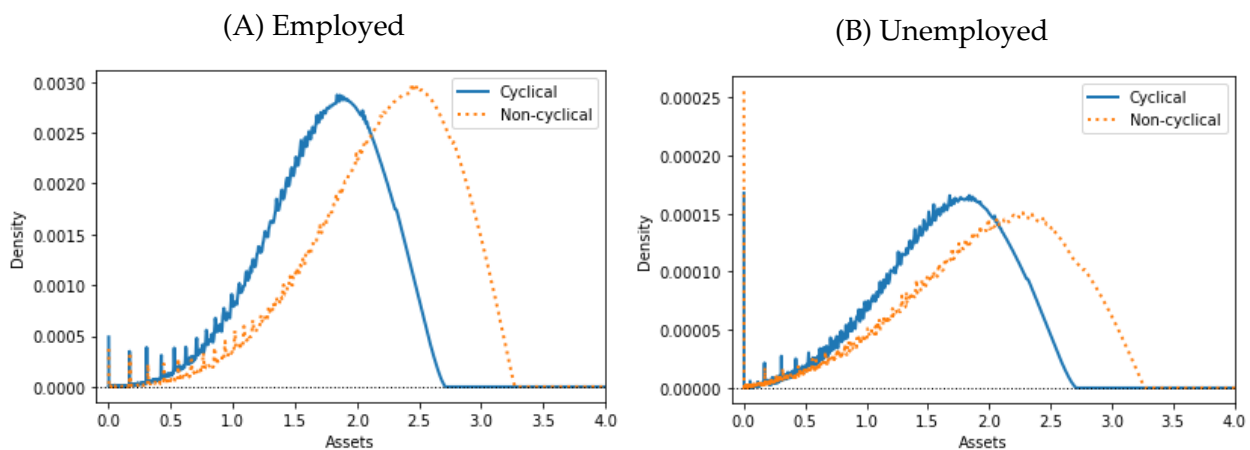 (A) Employed
0.0030
0.0025
0.0020
0.0015
0.0010
0.0005
0.0000
Density
Cyclical
Non-cyclical
0.0 0.5 1.0 1.5 2.0 2.5 3.0 3.5 4.0
Assets
(B) Unemployed
0.00025
0.00020
0.00015
0.00010
0.00005
0.00000
Density
Cyclical
Non-cyclical
0.0 0.5 1.0 1.5 2.0 2.5 3.0 3.5 4.0
Assets